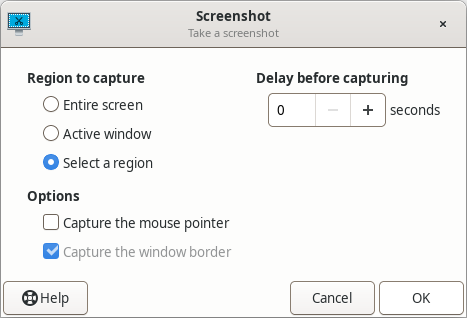 Screenshot
Take a screenshot
Region to capture
Entire screen
Active window
Select a region
Delay before capturing
0 seconds
Options
Capture the mouse pointer
Capture the window border
Help
Cancel
OK